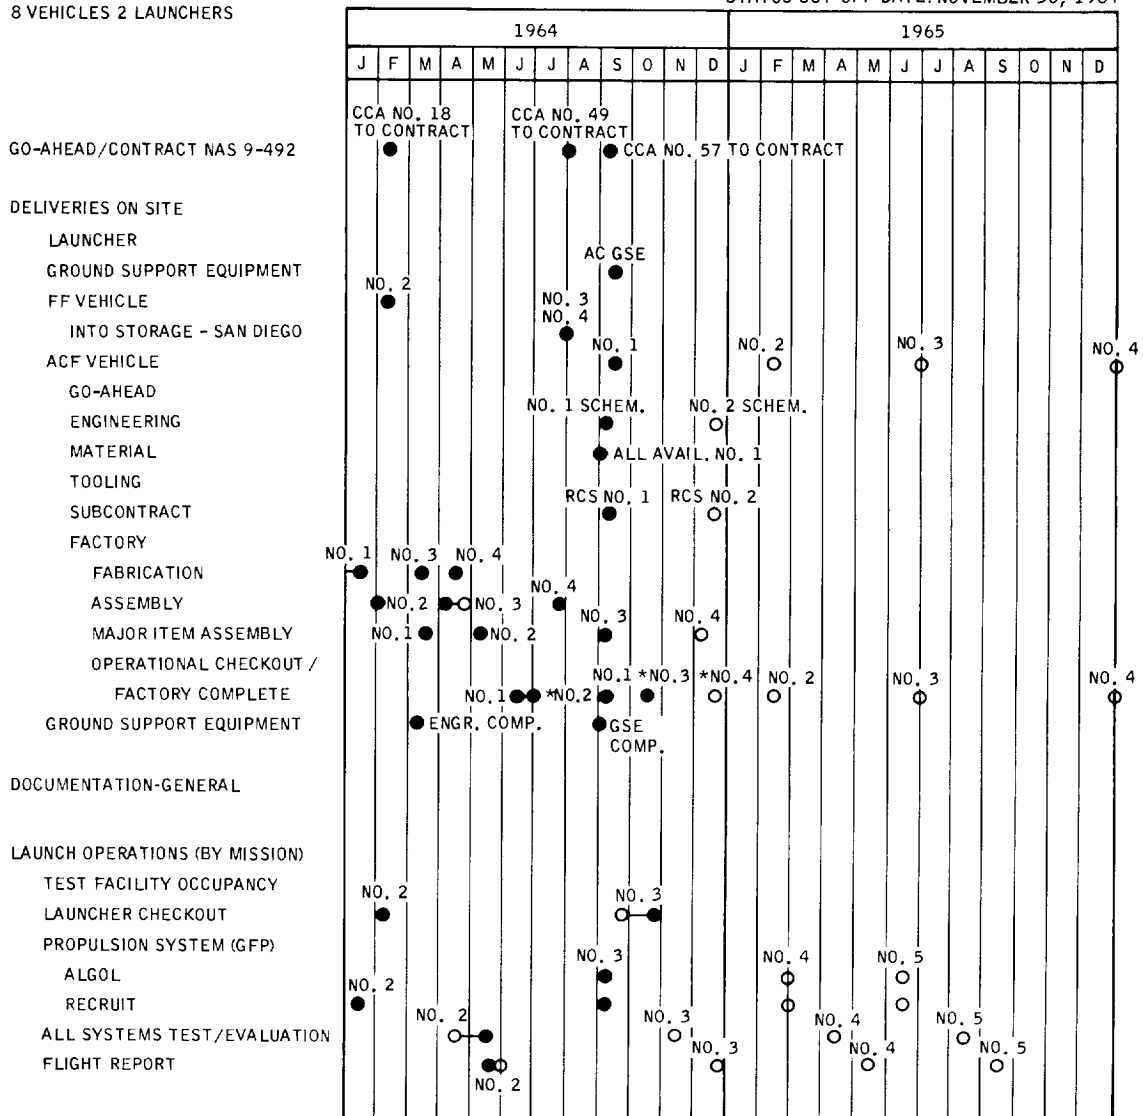 STATUS CUT-OFF DATE: NOVEMBER 30, 1964
8 VEHICLES 2 LAUNCHERS
1964 1965
J F M A M J J A S O N D J F M A M J J A S O N D
CCA NO. 18 CCA NO. 49
TO CONTRACT TO CONTRACT
GO-AHEAD/CONTRACT NAS 9-492 CCA NO. 57 TO CONTRACT
DELIVERIES ON SITE
LAUNCHER
AC GSE
GROUND SUPPORT EQUIPMENT
NO. 2
FF VEHICLE NO. 3
NO. 4
INTO STORAGE - SAN DIEGO
NO. 1 NO. 2 NO. 3 NO. 4
ACF VEHICLE
GO-AHEAD
NO. 1 SCHEM. NO. 2 SCHEM.
ENGINEERING
MATERIAL ALL AVAIL. NO. 1
TOOLING
RCS NO. 1 RCS NO. 2
SUBCONTRACT
FACTORY
NO. 1 NO. 3 NO. 4
FABRICATION
NO. 4
ASSEMBLY NO. 2 NO. 3
NO. 3 NO. 4
MAJOR ITEM ASSEMBLY NO. 1 NO. 2
OPERATIONAL CHECKOUT /
NO. 1 *NO. 3 *NO. 4 NO. 2 NO. 3 NO. 4
FACTORY COMPLETE NO. 1 *NO. 2
GROUND SUPPORT EQUIPMENT ENGR. COMP. GSE
COMP.
DOCUMENTATION-GENERAL
LAUNCH OPERATIONS (BY MISSION)
TEST FACILITY OCCUPANCY
NO. 2 NO. 3
LAUNCHER CHECKOUT
PROPULSION SYSTEM (GFP)
NO. 3 NO. 4 NO. 5
ALGOL
NO. 2
RECRUIT
NO. 2 NO. 3 NO. 4 NO. 5
ALL SYSTEMS TEST/EVALUATION
NO. 3 NO. 4 NO. 5
FLIGHT REPORT
NO. 2